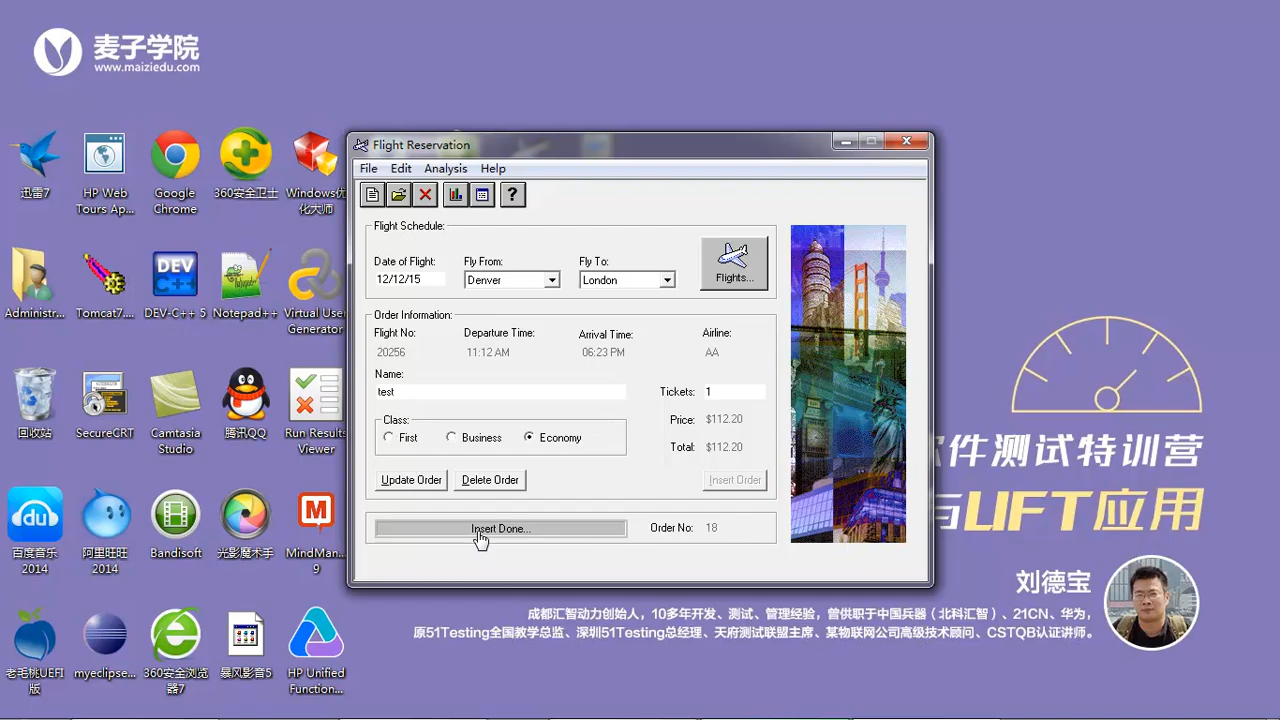 麦子学院
www.maiziedu.com
迅雷7
HP Web
Tours Ap...
Google
Chrome
360安全卫士
Windows优
化大师
Administr...
Tomcat7....
DEV
DEV-C++ 5
Notepad++
Virtual User
Generator
回收站
SecureCRT
Camtasia
Studio
腾讯QQ
Run Results
Viewer
du
百度音乐
2014
阿里旺旺
2014
Bandisoft
光影魔术手
M
MindMan...
9
老毛桃UEFI
版
myeclipse...
360安全浏览
器7
暴风影音5
HP Unified
Function...
Flight Reservation
File Edit Analysis Help
?
Flight Schedule:
Date of Flight: Fly From: Fly To:
12/12/15 Denver London
Flights...
Order Information:
Flight No: Departure Time: Arrival Time: Airline:
20256 11:12 AM 06:23 PM AA
Name:
test
Tickets: 1
Class:
First Business Economy
Price: $112.20
Total: $112.20
Update Order Delete Order Insert Order
Insert Done... Order No: 18
件测试特训营
与UFT应用
刘德宝
成都汇智动力创始人，10多年开发、测试、管理经验，曾供职于中国兵器（北科汇智）、21CN、华为，
原51Testing全国教学总监、深圳51Testing总经理、天府测试联盟主席、某物联网公司高级技术顾问、CSTQB认证讲师。